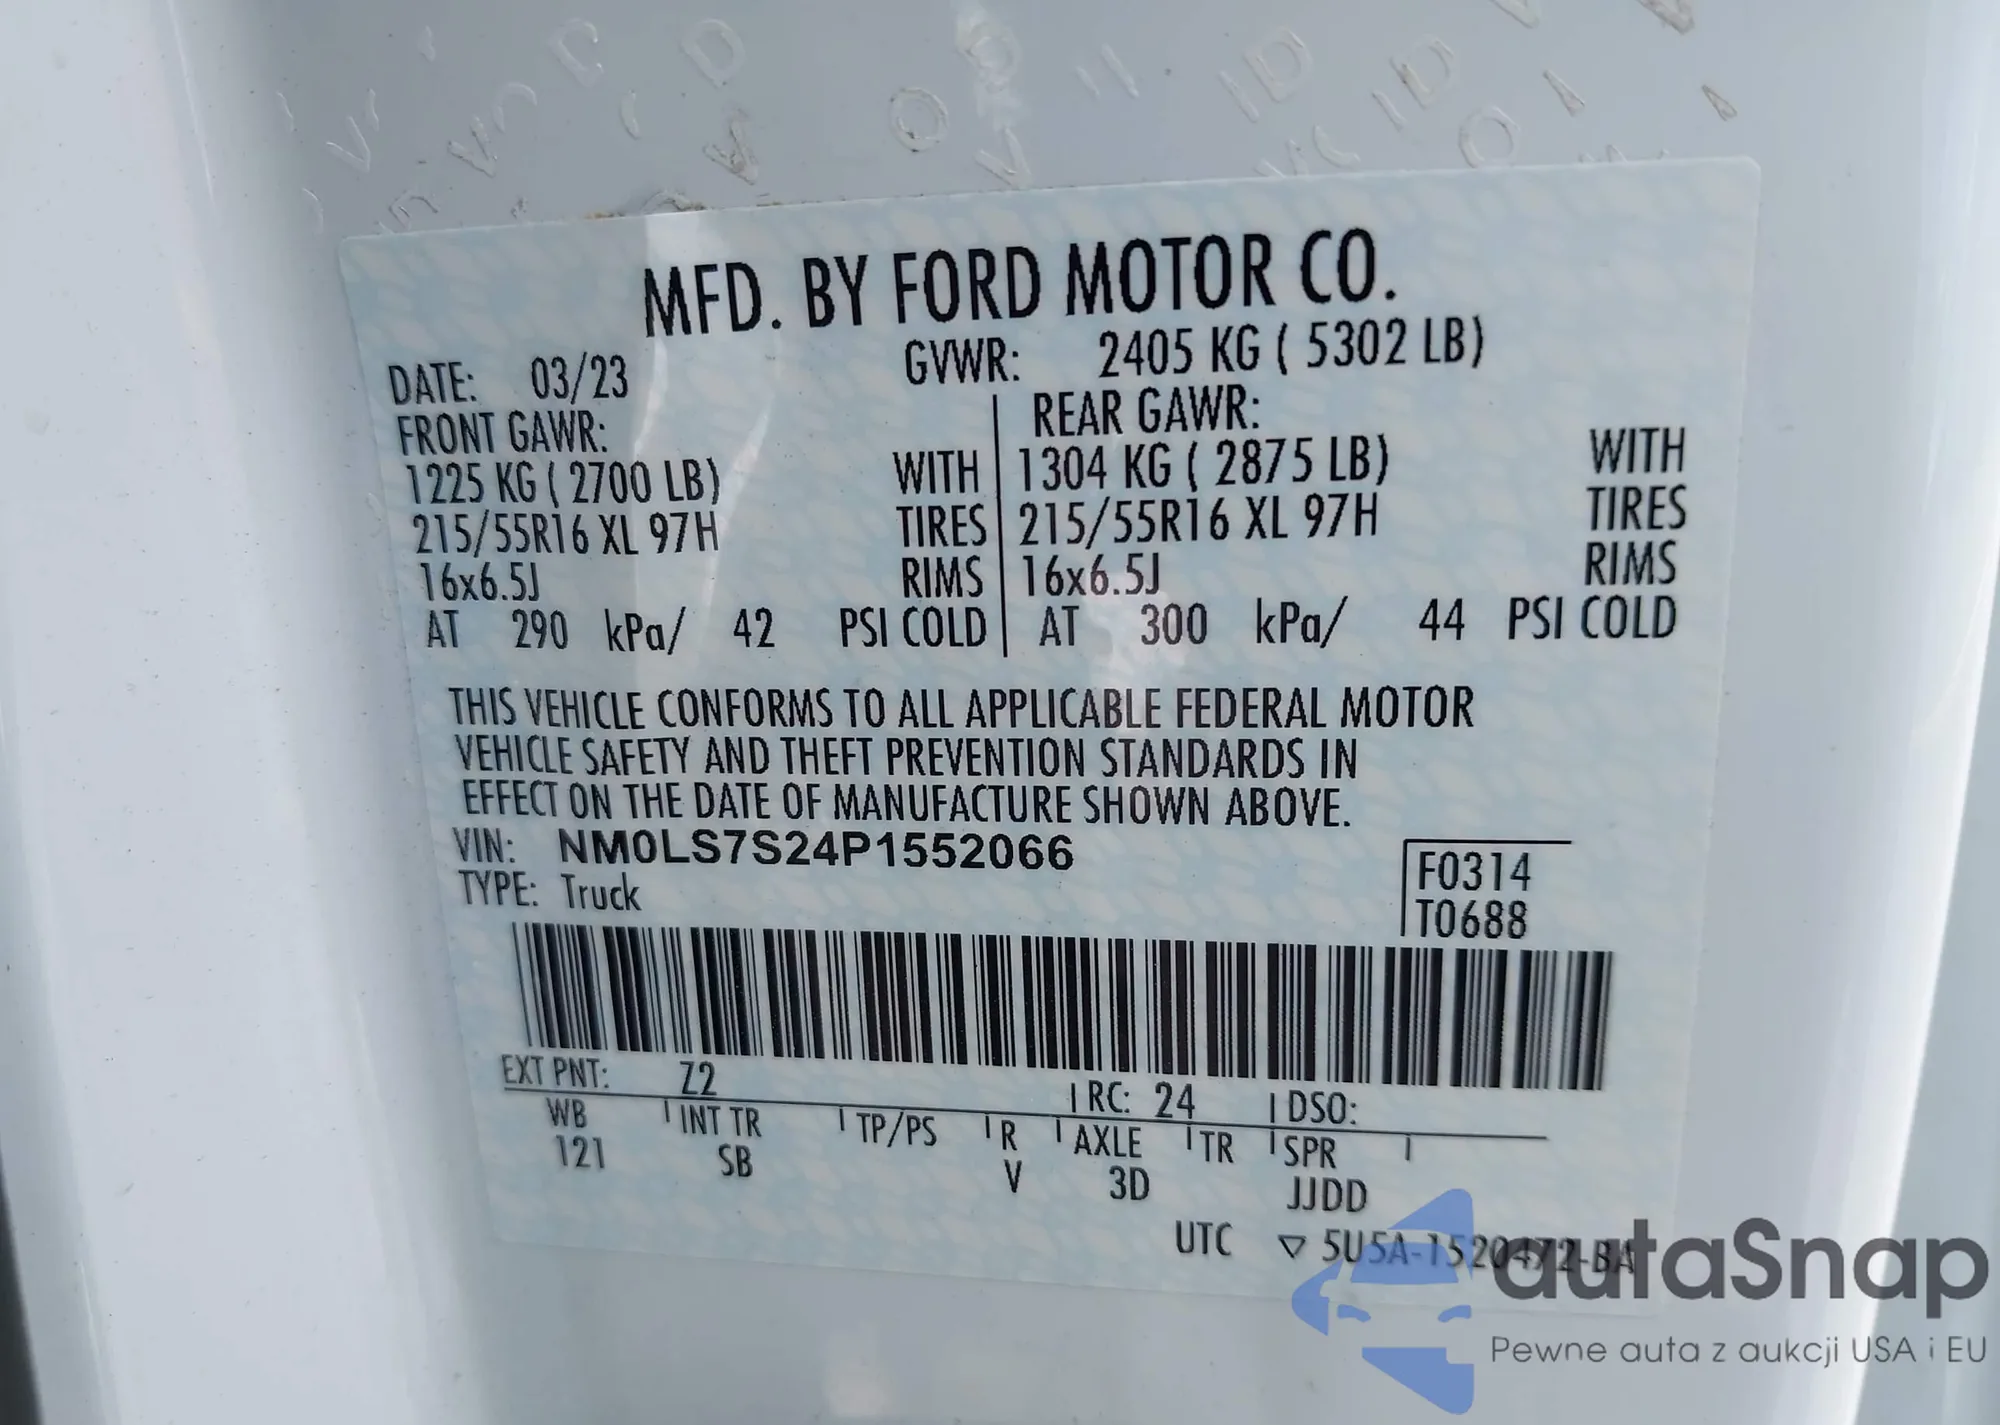 MFD. BY FORD MOTOR CO.
DATE: 03/23 GVWR: 2405 KG ( 5302 LB)
FRONT GAWR: REAR GAWR:
1225 KG ( 2700 LB) WITH 1304 KG ( 2875 LB) WITH
215/55R16 XL 97H TIRES 215/55R16 XL 97H TIRES
16x6.5J RIMS 16x6.5J RIMS
AT 290 kPa/ 42 PSI COLD AT 300 kPa/ 44 PSI COLD
THIS VEHICLE CONFORMS TO ALL APPLICABLE FEDERAL MOTOR
VEHICLE SAFETY AND THEFT PREVENTION STANDARDS IN
EFFECT ON THE DATE OF MANUFACTURE SHOWN ABOVE.
VIN: NM0LS7S24P1552066
TYPE: Truck
F0314
T0688
EXT PNT: Z2 RC: 24 DSO:
WB INT TR TP/PS R AXLE TR SPR
121 SB V 3D JJDD
UTC ▽ 5U5A-1520472-BA
autaSnap
Pewne auta z aukcji USA i EU